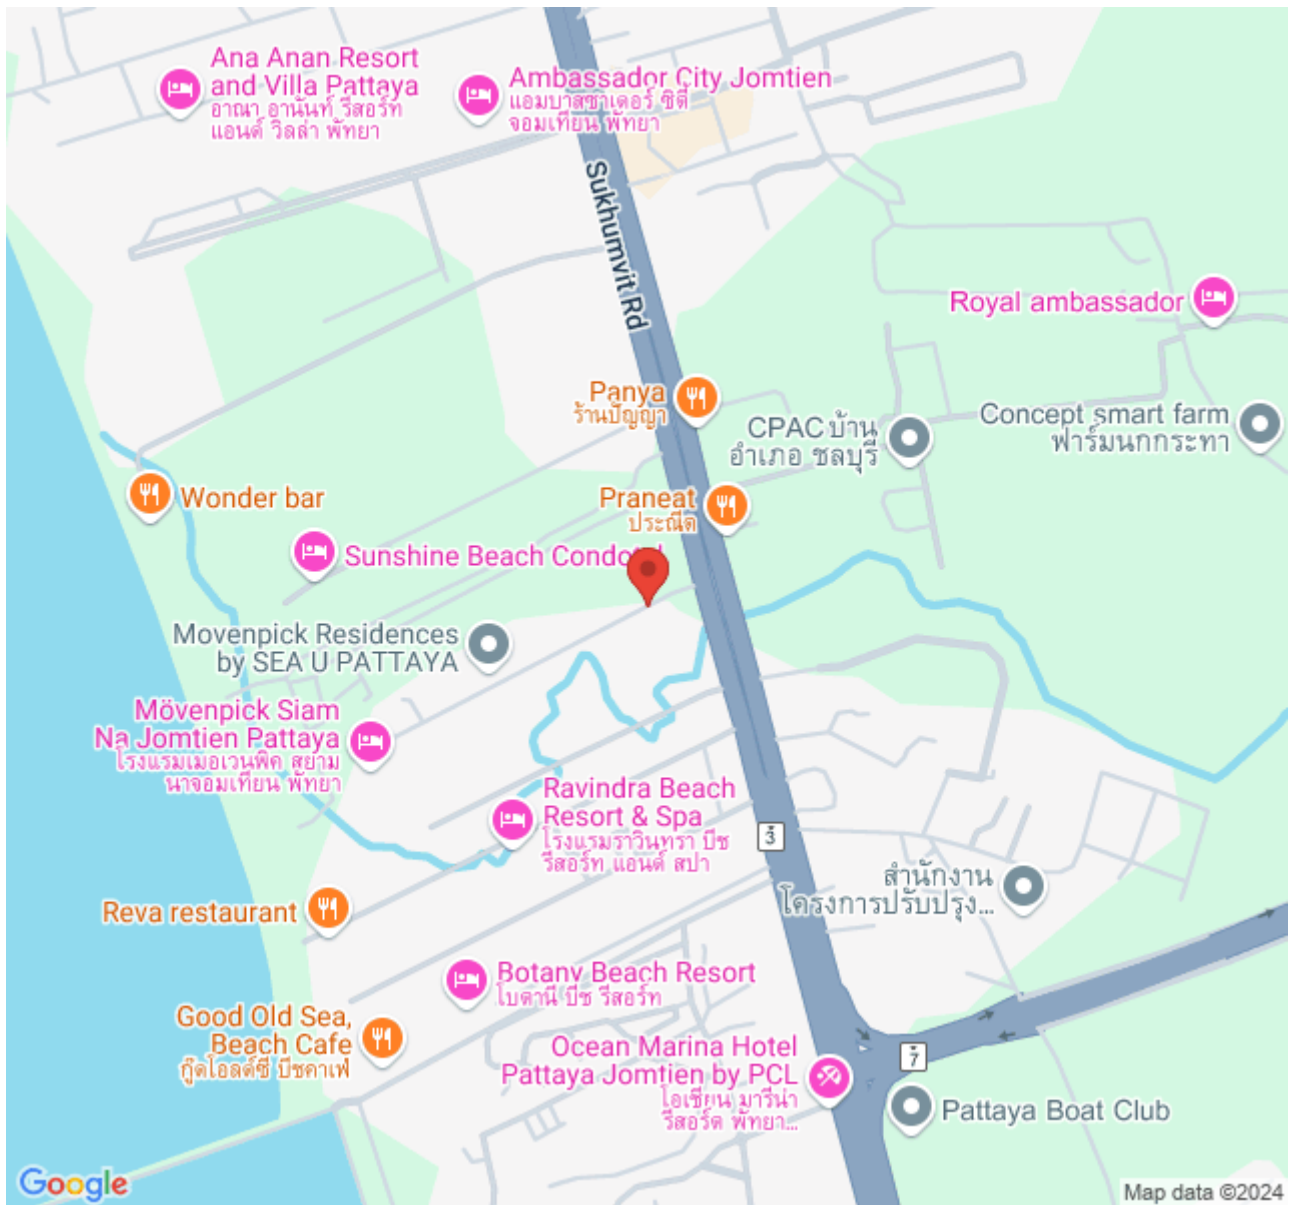 Ana Anan Resort
and Villa Pattaya
อาณา อานันท์ รีสอร์ท
แอนด์ วิลล่า พัทยา
Ambassador City Jomtien
แอมบาสซาเดอร์ ซิตี้
จอมเทียน พัทยา
Sukhumvit Rd
Royal ambassador
Panya
ร้านปัญญา
CPAC บ้าน
อำเภอ ชลบุรี
Concept smart farm
ฟาร์มนกกระทา
Wonder bar
Praneat
ประณีต
Sunshine Beach Condotel
Movenpick Residences
by SEA U PATTAYA
Mövenpick Siam
Na Jomtien Pattaya
โรงแรมเมอเวนพิค สยาม
นาจอมเทียน พัทยา
Ravindra Beach
Resort & Spa
โรงแรมราวินทรา บีช
รีสอร์ท แอนด์ สปา
3
สำนักงาน
โครงการปรับปรุง...
Reva restaurant
Botany Beach Resort
โบตานี บีช รีสอร์ท
Good Old Sea,
Beach Cafe
กู๊ดโอลด์ซี บีชคาเฟ่
Ocean Marina Hotel
Pattaya Jomtien by PCL
โอเชียน มารีน่า
รีสอร์ต พัทยา...
7
Pattaya Boat Club
Google
Map data ©2024